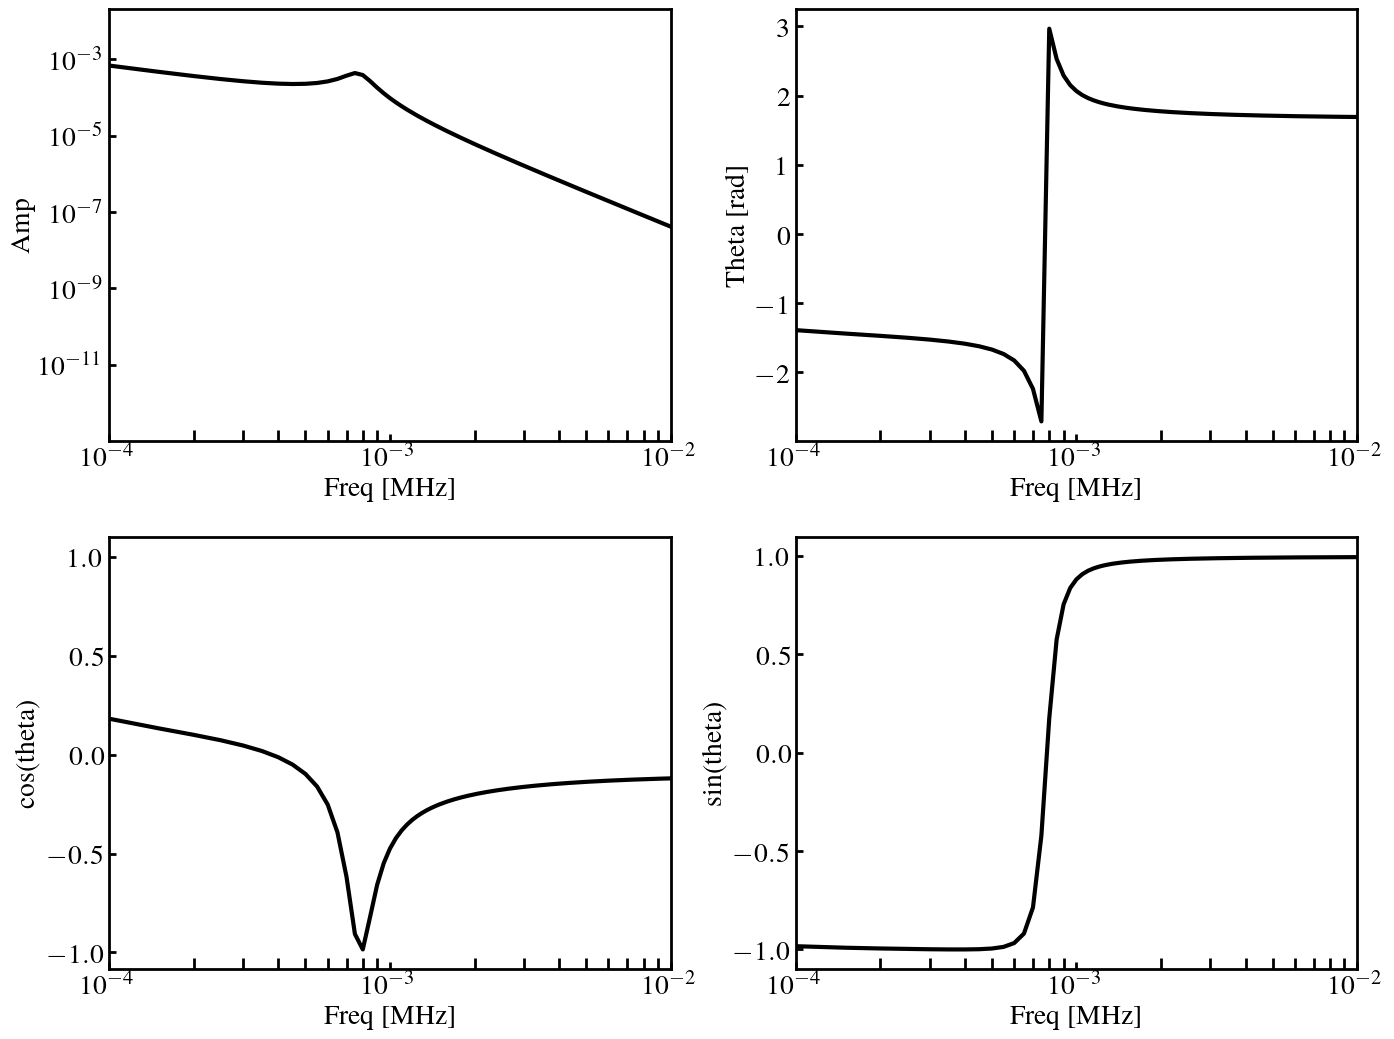 Amp
10⁻³
10⁻⁵
10⁻⁷
10⁻⁹
10⁻¹¹
10⁻⁴ 10⁻³ 10⁻²
Freq [MHz]
Theta [rad]
3
2
1
0
−1
−2
10⁻⁴ 10⁻³ 10⁻²
Freq [MHz]
cos(theta)
1.0
0.5
0.0
−0.5
−1.0
10⁻⁴ 10⁻³ 10⁻²
Freq [MHz]
sin(theta)
1.0
0.5
0.0
−0.5
−1.0
10⁻⁴ 10⁻³ 10⁻²
Freq [MHz]